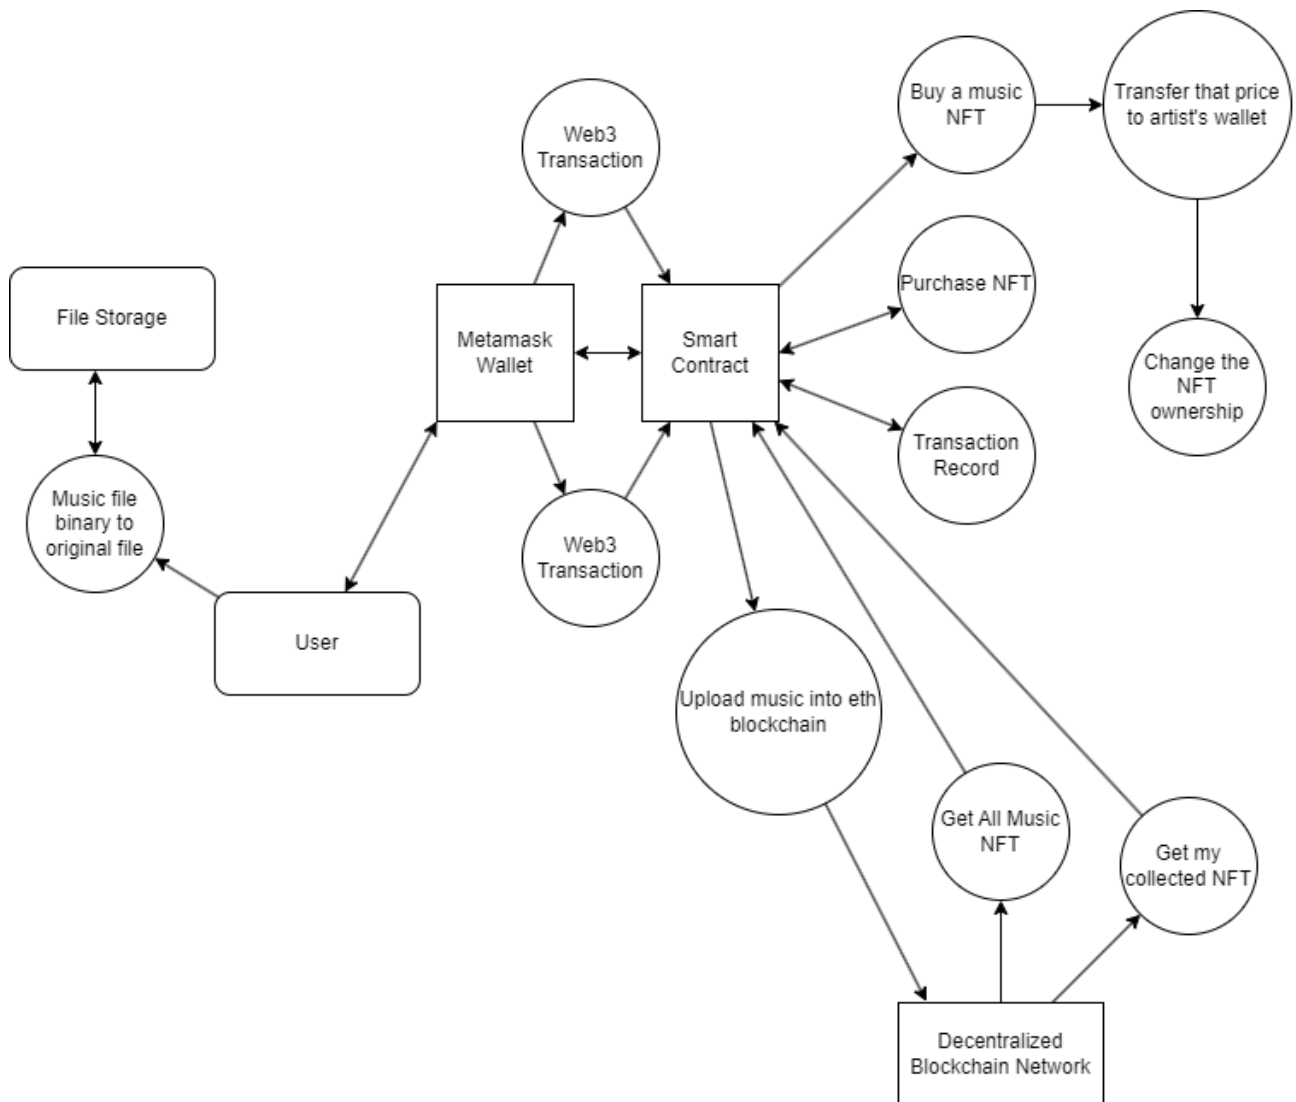 Buy a music
NFT
Transfer that price
to artist's wallet
Web3
Transaction
Purchase NFT
File Storage
Metamask
Wallet
Smart
Contract
Change the
NFT
ownership
Transaction
Record
Music file
binary to
original file
Web3
Transaction
User
Upload music into eth
blockchain
Get All Music
NFT
Get my
collected NFT
Decentralized
Blockchain Network